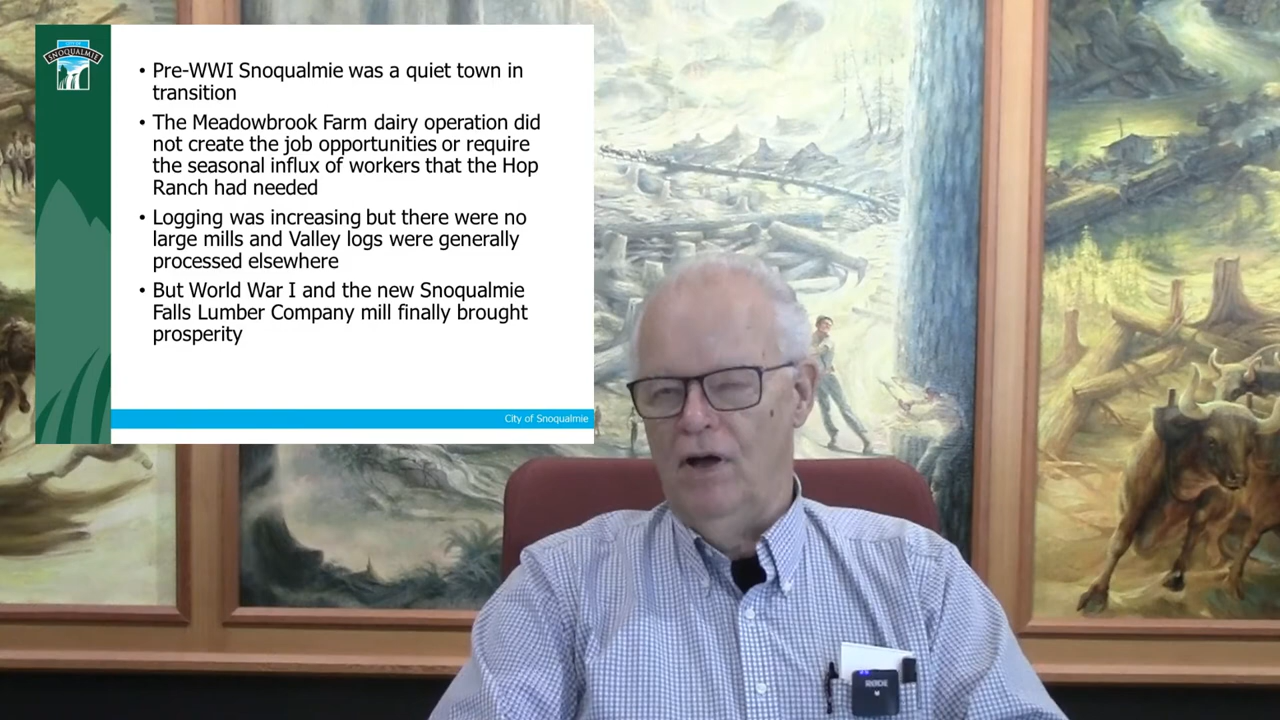 CITY OF
SNOQUALMIE
• Pre-WWI Snoqualmie was a quiet town in
transition
• The Meadowbrook Farm dairy operation did
not create the job opportunities or require
the seasonal influx of workers that the Hop
Ranch had needed
• Logging was increasing but there were no
large mills and Valley logs were generally
processed elsewhere
• But World War I and the new Snoqualmie
Falls Lumber Company mill finally brought
prosperity
City of Snoqualmie
RODE